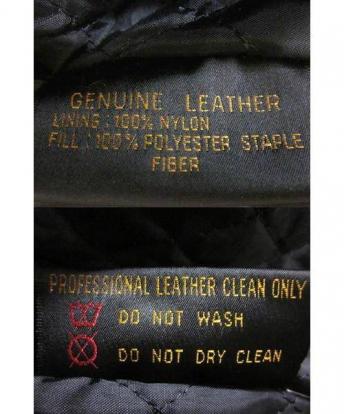 GENUINE LEATHER
LINING : 100% NYLON
FILL : 100% POLYESTER STAPLE
FIBER
PROFESSIONAL LEATHER CLEAN ONLY
DO NOT WASH
DO NOT DRY CLEAN